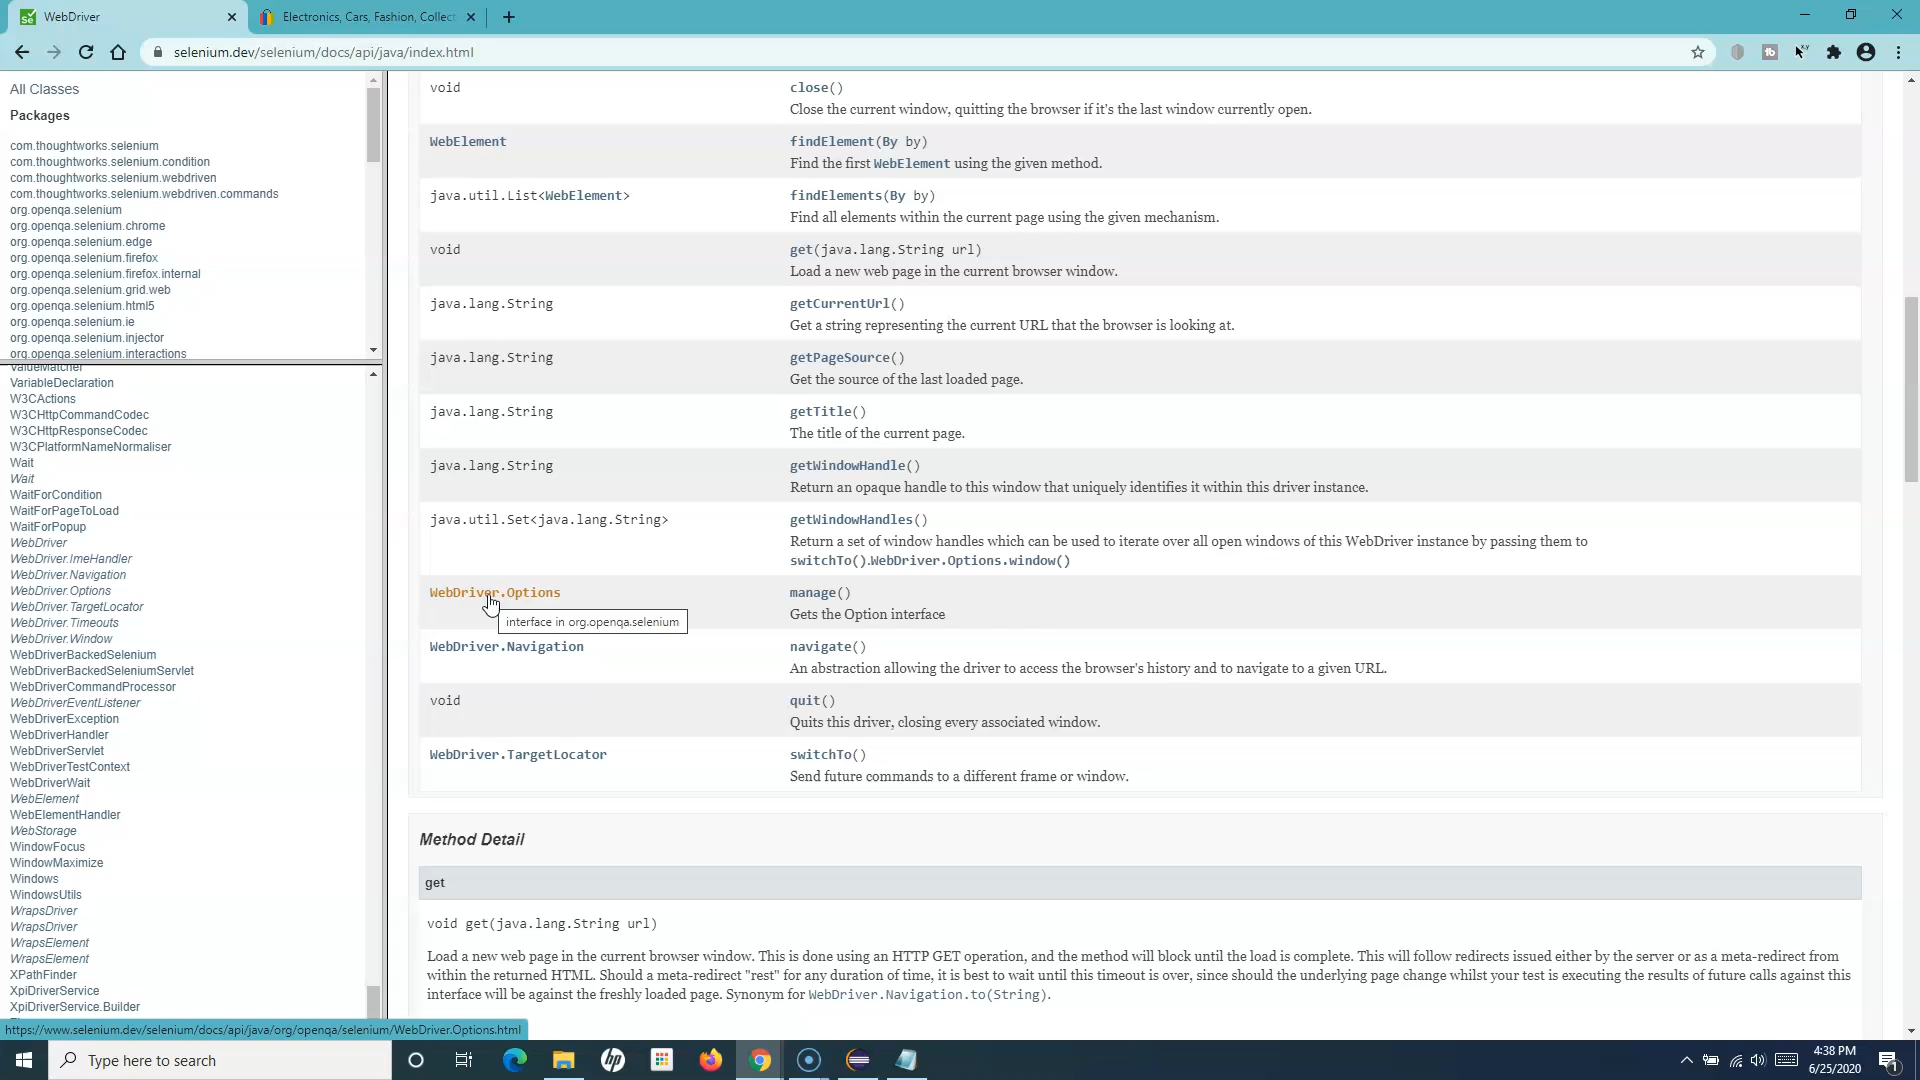 WebDriver
Electronics, Cars, Fashion, Collect
selenium.dev/selenium/docs/api/java/index.html
All Classes
Packages
com.thoughtworks.selenium
com.thoughtworks.selenium.condition
com.thoughtworks.selenium.webdriven
com.thoughtworks.selenium.webdriven.commands
org.openqa.selenium
org.openqa.selenium.chrome
org.openqa.selenium.edge
org.openqa.selenium.firefox
org.openqa.selenium.firefox.internal
org.openqa.selenium.grid.web
org.openqa.selenium.html5
org.openqa.selenium.ie
org.openqa.selenium.injector
org.openqa.selenium.interactions
ValueMatcher
VariableDeclaration
W3CActions
W3CHttpCommandCodec
W3CHttpResponseCodec
W3CPlatformNameNormaliser
Wait
Wait
WaitForCondition
WaitForPageToLoad
WaitForPopup
WebDriver
WebDriver.ImeHandler
WebDriver.Navigation
WebDriver.Options
WebDriver.TargetLocator
WebDriver.Timeouts
WebDriver.Window
WebDriverBackedSelenium
WebDriverBackedSeleniumServlet
WebDriverCommandProcessor
WebDriverEventListener
WebDriverException
WebDriverHandler
WebDriverServlet
WebDriverTestContext
WebDriverWait
WebElement
WebElementHandler
WebStorage
WindowFocus
WindowMaximize
Windows
WindowsUtils
WrapsDriver
WrapsDriver
WrapsElement
WrapsElement
XPathFinder
XpiDriverService
XpiDriverService.Builder
https://www.selenium.dev/selenium/docs/api/java/org/openqa/selenium/WebDriver.Options.html
void close()
Close the current window, quitting the browser if it's the last window currently open.
WebElement findElement(By by)
Find the first WebElement using the given method.
java.util.List<WebElement> findElements(By by)
Find all elements within the current page using the given mechanism.
void get(java.lang.String url)
Load a new web page in the current browser window.
java.lang.String getCurrentUrl()
Get a string representing the current URL that the browser is looking at.
java.lang.String getPageSource()
Get the source of the last loaded page.
java.lang.String getTitle()
The title of the current page.
java.lang.String getWindowHandle()
Return an opaque handle to this window that uniquely identifies it within this driver instance.
java.util.Set<java.lang.String> getWindowHandles()
Return a set of window handles which can be used to iterate over all open windows of this WebDriver instance by passing them to
switchTo().WebDriver.Options.window()
WebDriver.Options manage()
Gets the Option interface
interface in org.openqa.selenium
WebDriver.Navigation navigate()
An abstraction allowing the driver to access the browser's history and to navigate to a given URL.
void quit()
Quits this driver, closing every associated window.
WebDriver.TargetLocator switchTo()
Send future commands to a different frame or window.
Method Detail
get
void get(java.lang.String url)
Load a new web page in the current browser window. This is done using an HTTP GET operation, and the method will block until the load is complete. This will follow redirects issued either by the server or as a meta-redirect from
within the returned HTML. Should a meta-redirect "rest" for any duration of time, it is best to wait until this timeout is over, since should the underlying page change whilst your test is executing the results of future calls against this
interface will be against the freshly loaded page. Synonym for WebDriver.Navigation.to(String).
Type here to search
4:38 PM
6/25/2020
1